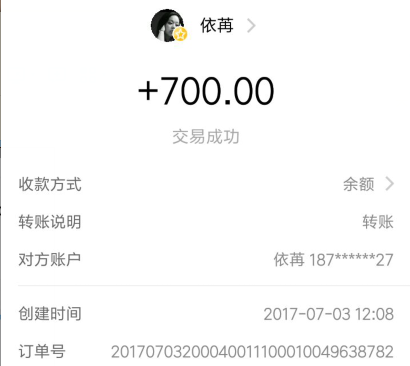 依苒
+700.00
交易成功
收款方式 余额
转账说明 转账
对方账户 依苒 187******27
创建时间 2017-07-03 12:08
订单号 20170703200040011100010049638782